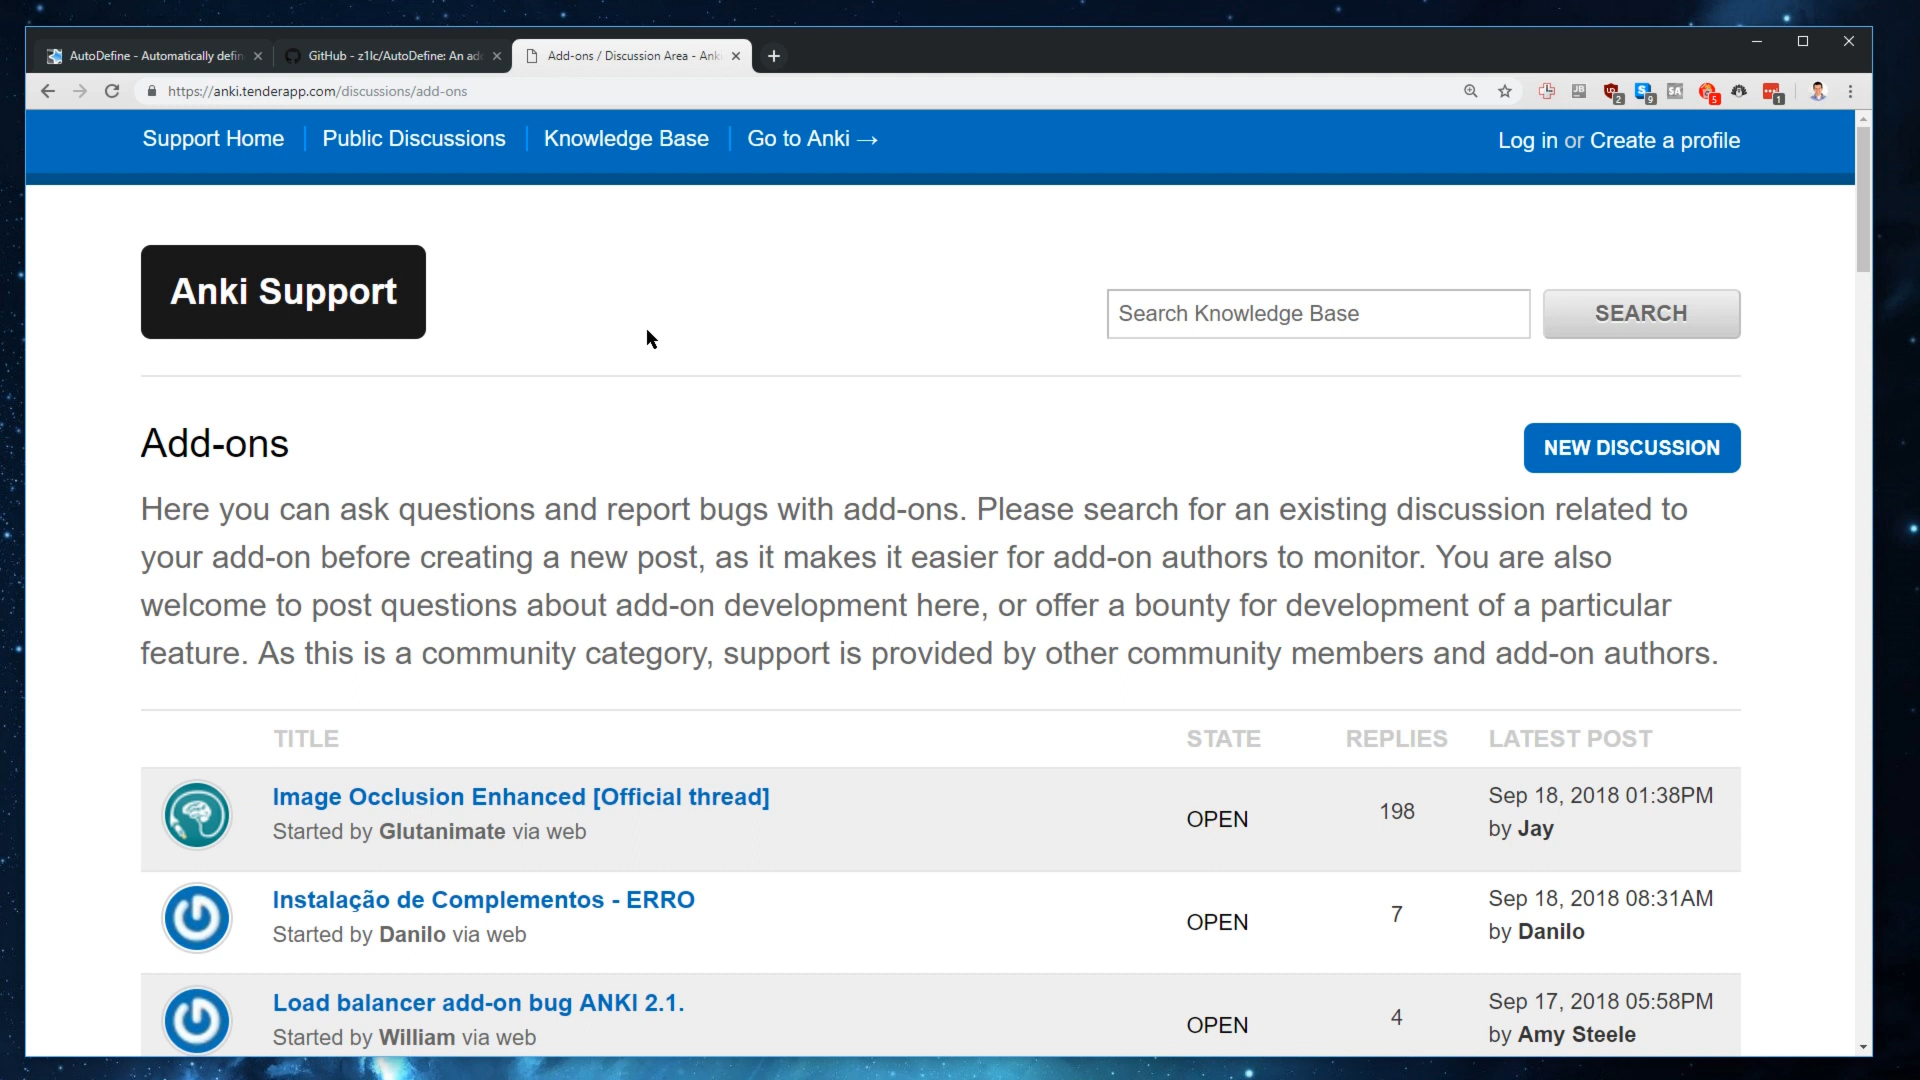 AutoDefine - Automatically defin
GitHub - z1lc/AutoDefine: An ad
Add-ons / Discussion Area - Ank
https://anki.tenderapp.com/discussions/add-ons
2
9
5
1
Support Home
Public Discussions
Knowledge Base
Go to Anki →
Log in or Create a profile
Anki Support
Search Knowledge Base
SEARCH
Add-ons
NEW DISCUSSION
Here you can ask questions and report bugs with add-ons. Please search for an existing discussion related to
your add-on before creating a new post, as it makes it easier for add-on authors to monitor. You are also
welcome to post questions about add-on development here, or offer a bounty for development of a particular
feature. As this is a community category, support is provided by other community members and add-on authors.
TITLE STATE REPLIES LATEST POST
Image Occlusion Enhanced [Official thread]
Started by Glutanimate via web
OPEN
198
Sep 18, 2018 01:38PM
by Jay
Instalação de Complementos - ERRO
Started by Danilo via web
OPEN
7
Sep 18, 2018 08:31AM
by Danilo
Load balancer add-on bug ANKI 2.1.
Started by William via web
OPEN
4
Sep 17, 2018 05:58PM
by Amy Steele